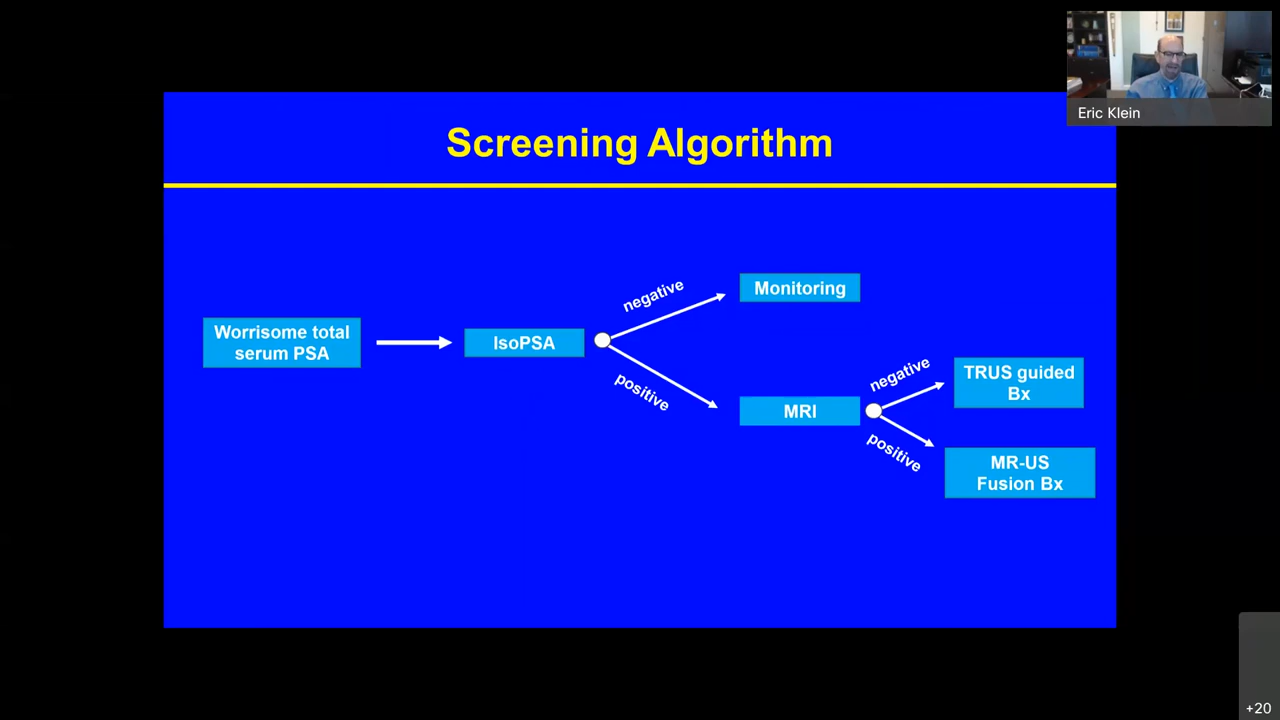 Eric Klein
Screening Algorithm
Worrisome total
serum PSA
IsoPSA
negative
Monitoring
positive
MRI
negative
TRUS guided
Bx
positive
MR-US
Fusion Bx
+20